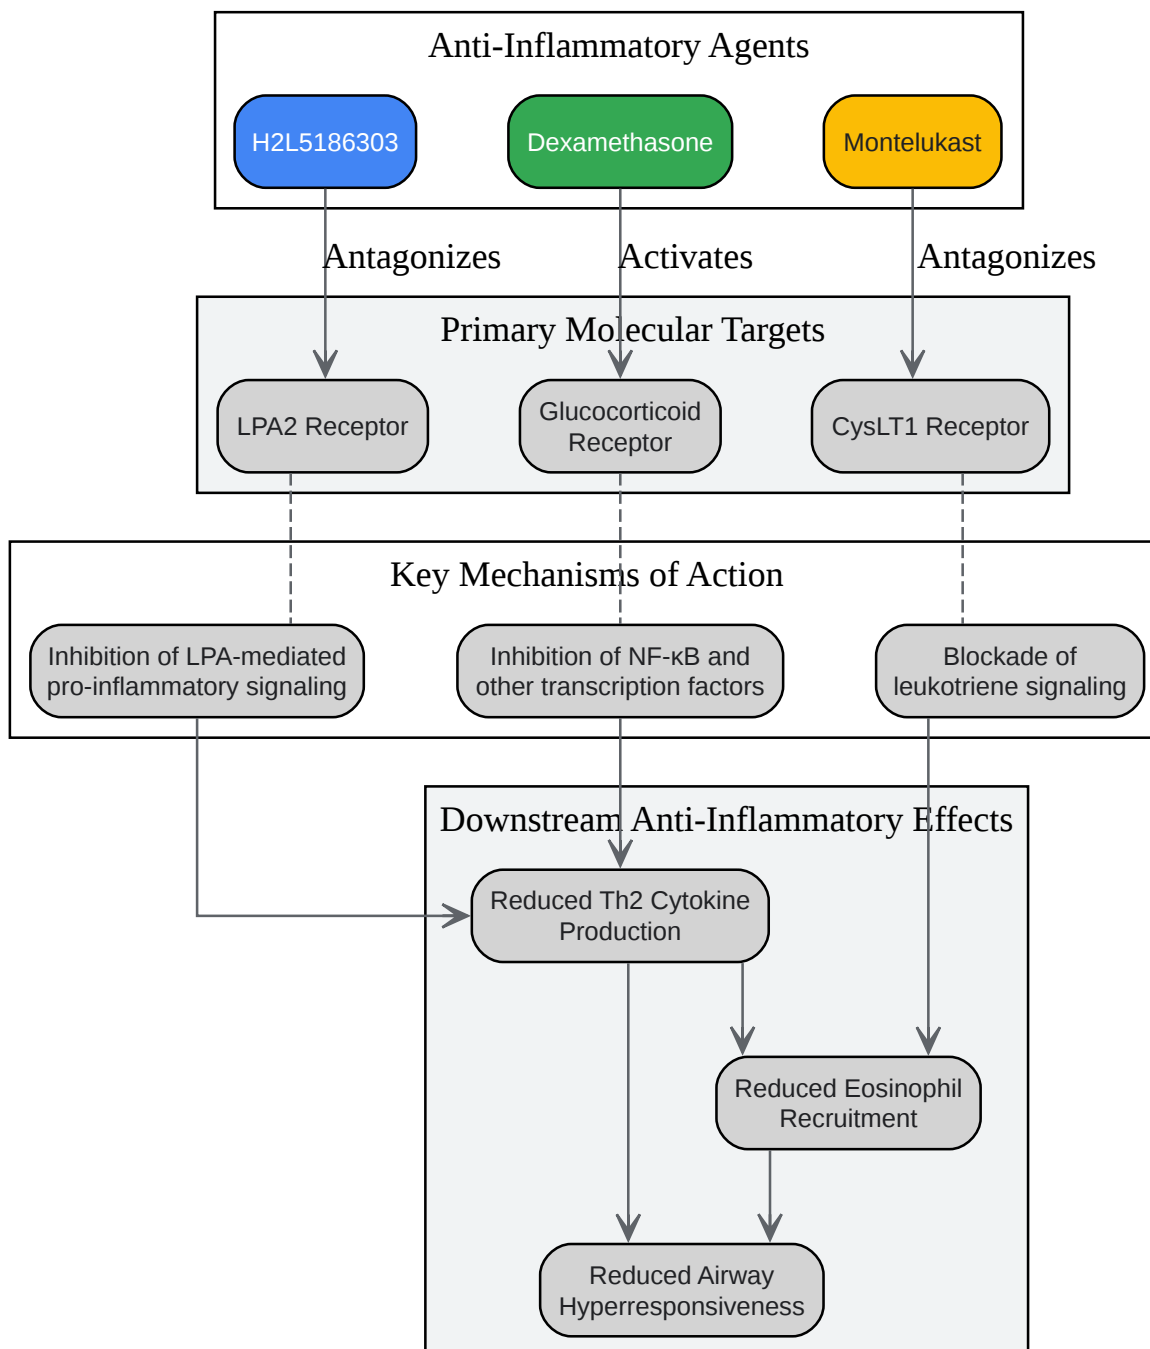 Anti-Inflammatory Agents
H2L5186303
Dexamethasone
Montelukast
Antagonizes
Activates
Antagonizes
Primary Molecular Targets
LPA2 Receptor
Glucocorticoid
Receptor
CysLT1 Receptor
Key Mechanisms of Action
Inhibition of LPA-mediated
pro-inflammatory signaling
Inhibition of NF-κB and
other transcription factors
Blockade of
leukotriene signaling
Downstream Anti-Inflammatory Effects
Reduced Th2 Cytokine
Production
Reduced Eosinophil
Recruitment
Reduced Airway
Hyperresponsiveness